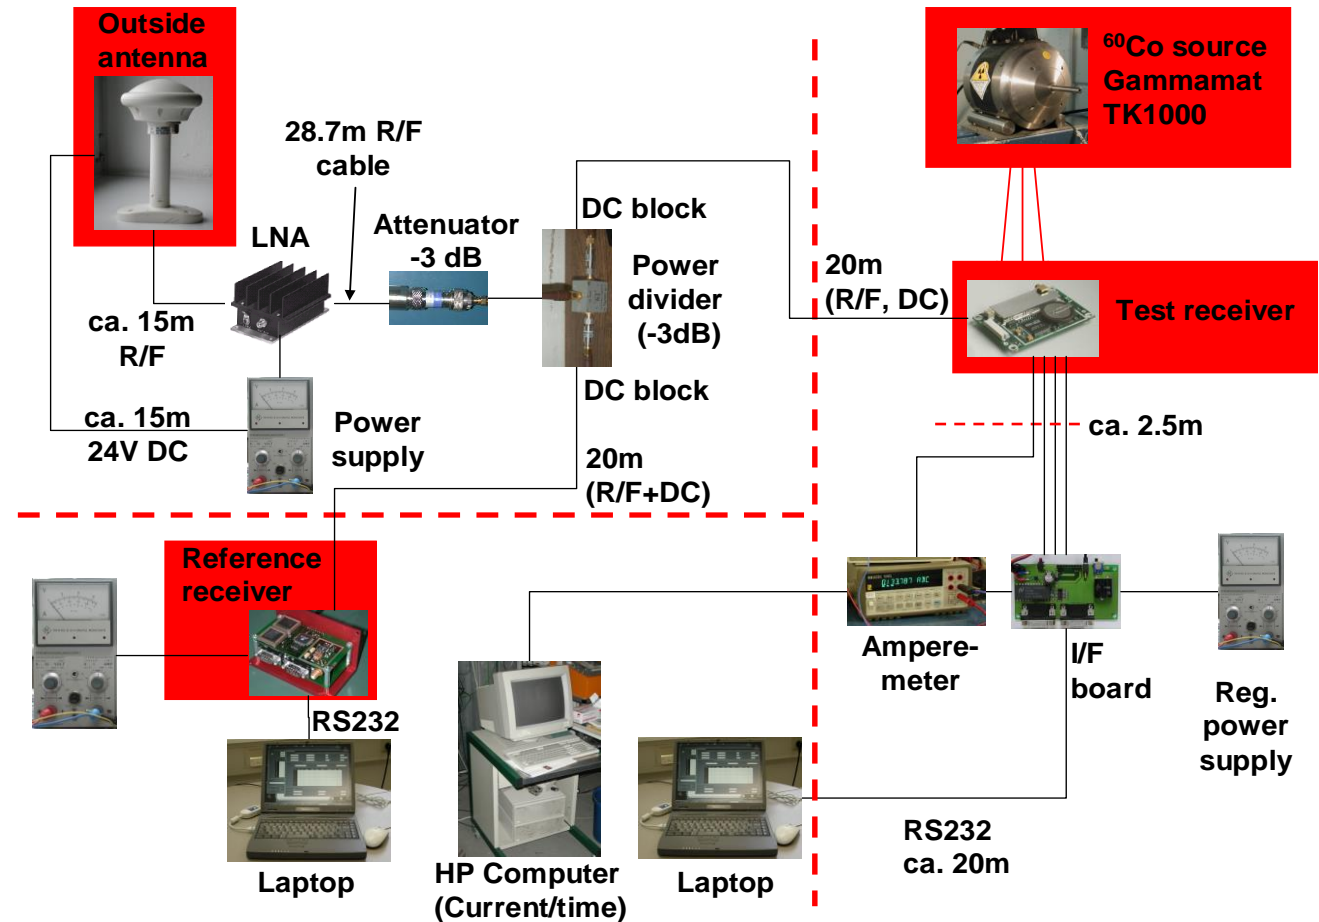 Outside
antenna
28.7m R/F
cable
DC block
LNA
Attenuator
-3 dB
Power
divider
(-3dB)
ca. 15m
R/F
DC block
ca. 15m
24V DC
Power
supply
20m
(R/F+DC)
60Co source
Gammamat
TK1000
20m
(R/F, DC)
Test receiver
ca. 2.5m
Reference
receiver
RS232
Laptop
HP Computer
(Current/time)
Laptop
Ampere-
meter
I/F
board
Reg.
power
supply
RS232
ca. 20m